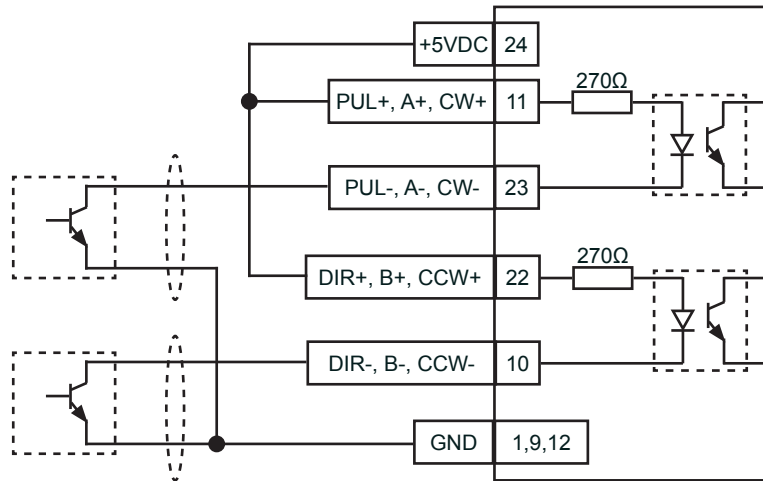 +5VDC 24
270Ω
PUL+, A+, CW+ 11
PUL-, A-, CW- 23
270Ω
DIR+, B+, CCW+ 22
DIR-, B-, CCW- 10
GND 1,9,12